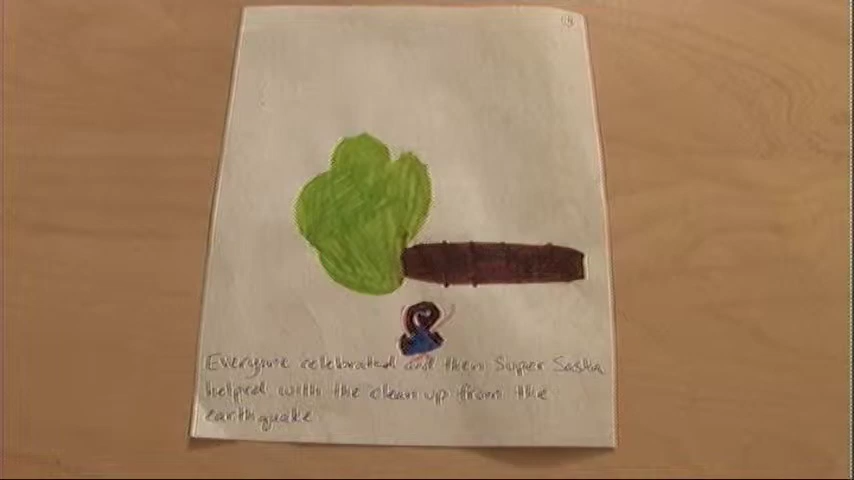 Everyone celebrated and then Super Sasha
helped with the clean up from the
earthquake